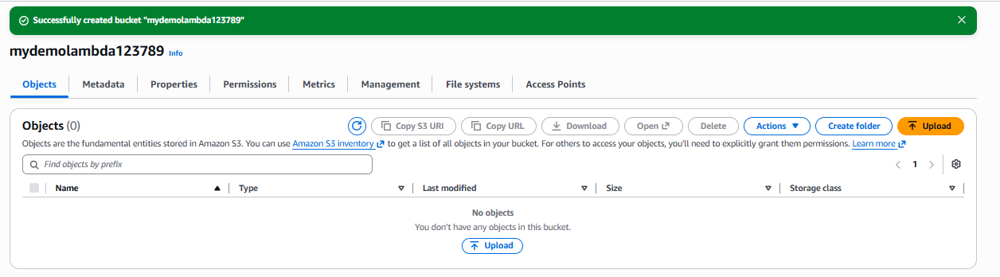 Successfully created bucket "mydemolambda123789"
mydemolambda123789 Info
Objects Metadata Properties Permissions Metrics Management File systems Access Points
Objects (0) Copy S3 URI Copy URL Download Open Delete Actions Create folder Upload
Objects are the fundamental entities stored in Amazon S3. You can use Amazon S3 inventory to get a list of all objects in your bucket. For others to access your objects, you'll need to explicitly grant them permissions. Learn more
Find objects by prefix 1
Name Type Last modified Size Storage class
No objects
You don't have any objects in this bucket.
Upload